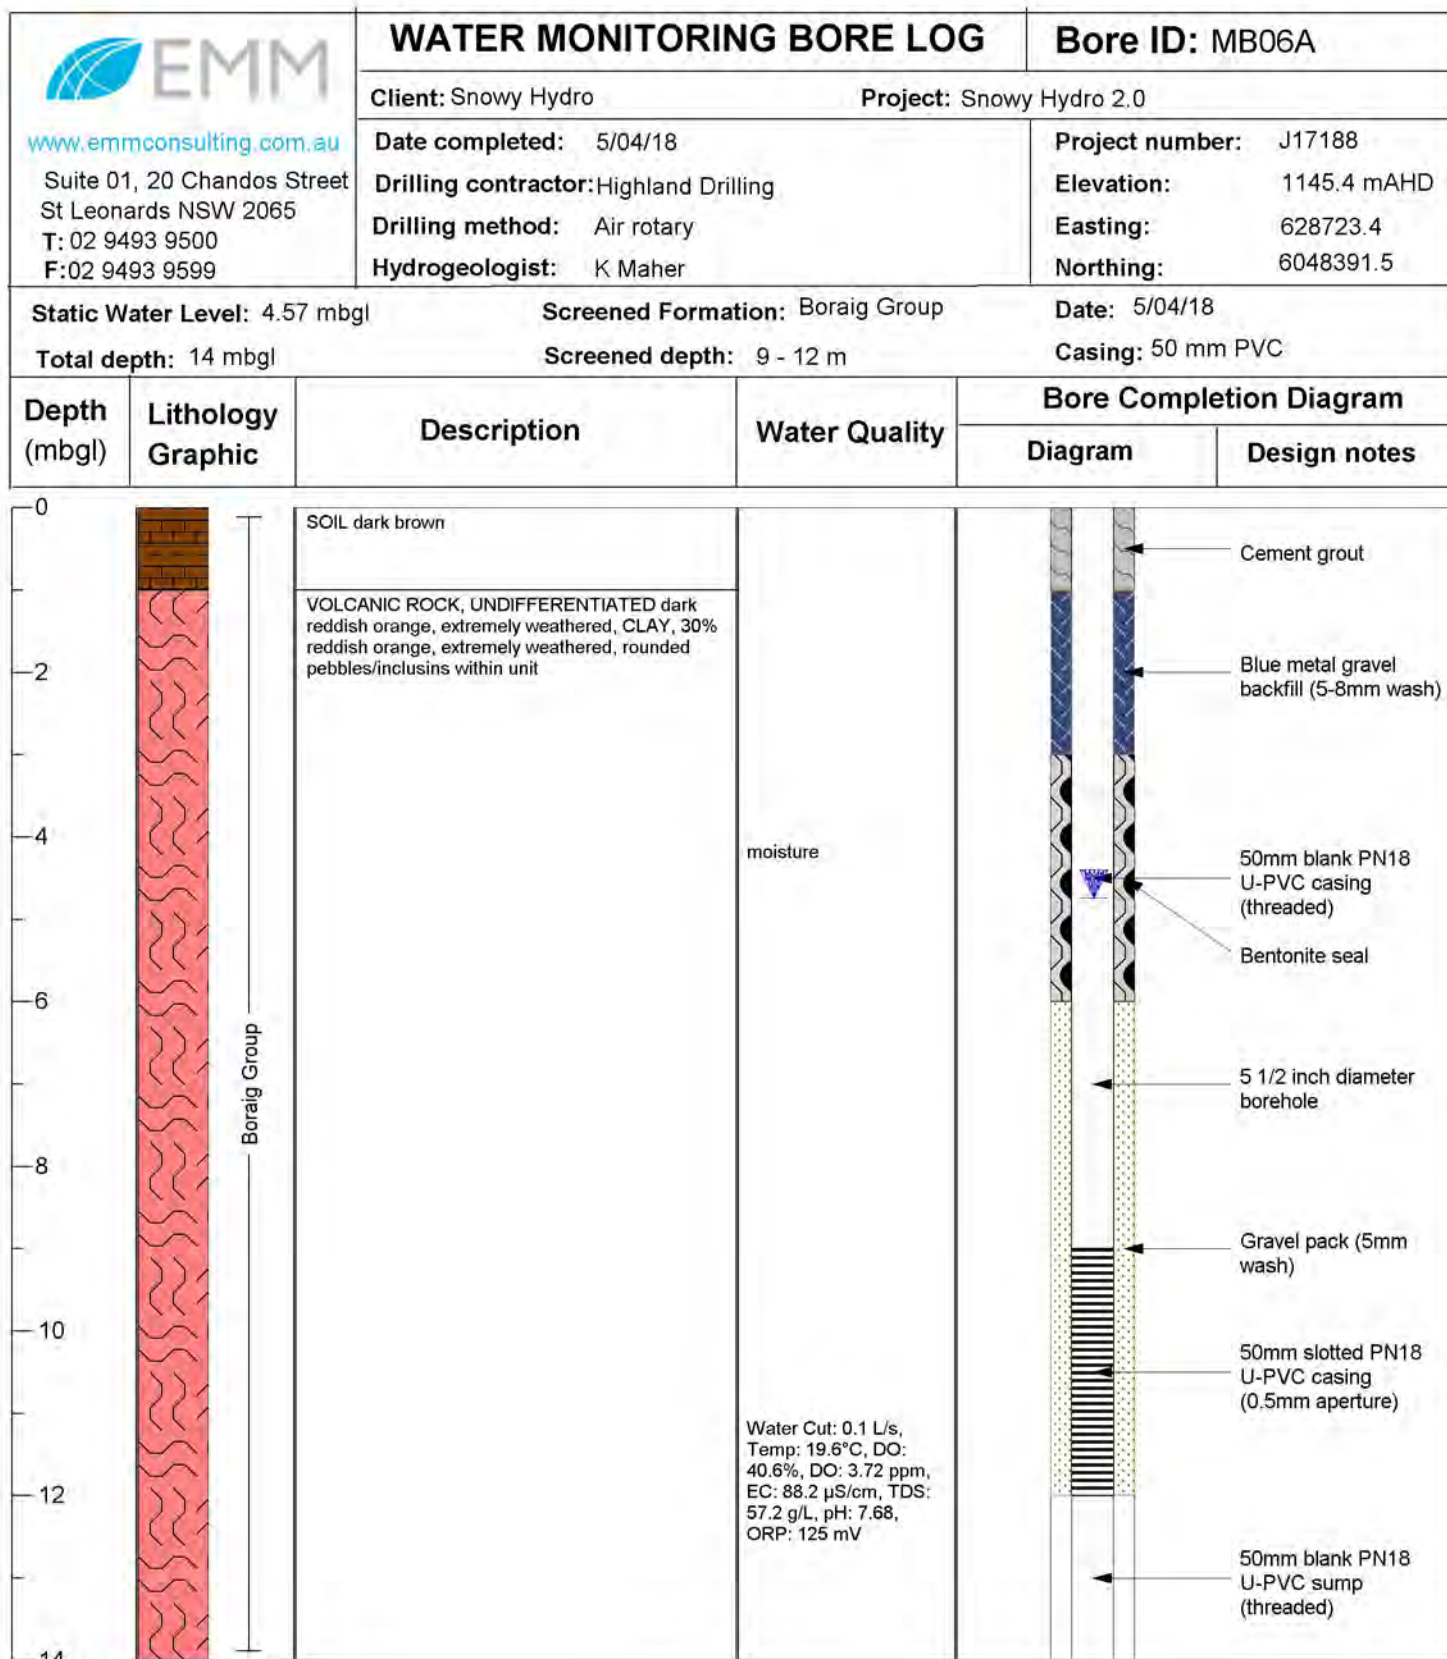 EMM
www.emmconsulting.com.au
Suite 01, 20 Chandos Street
St Leonards NSW 2065
T: 02 9493 9500
F:02 9493 9599
WATER MONITORING BORE LOG
Bore ID: MB06A
Client: Snowy Hydro
Project: Snowy Hydro 2.0
Date completed: 5/04/18
Drilling contractor: Highland Drilling
Drilling method: Air rotary
Hydrogeologist: K Maher
Project number: J17188
Elevation: 1145.4 mAHD
Easting: 628723.4
Northing: 6048391.5
Static Water Level: 4.57 mbgl
Screened Formation: Boraig Group
Date: 5/04/18
Total depth: 14 mbgl
Screened depth: 9 - 12 m
Casing: 50 mm PVC
Depth
(mbgl)
Lithology
Graphic
Description
Water Quality
Bore Completion Diagram
Diagram
Design notes
0
2
4
6
8
10
12
14
Boraig Group
SOIL dark brown
VOLCANIC ROCK, UNDIFFERENTIATED dark
reddish orange, extremely weathered, CLAY, 30%
reddish orange, extremely weathered, rounded
pebbles/inclusins within unit
moisture
Water Cut: 0.1 L/s,
Temp: 19.6°C, DO:
40.6%, DO: 3.72 ppm,
EC: 88.2 µS/cm, TDS:
57.2 g/L, pH: 7.68,
ORP: 125 mV
Cement grout
Blue metal gravel
backfill (5-8mm wash)
50mm blank PN18
U-PVC casing
(threaded)
Bentonite seal
5 1/2 inch diameter
borehole
Gravel pack (5mm
wash)
50mm slotted PN18
U-PVC casing
(0.5mm aperture)
50mm blank PN18
U-PVC sump
(threaded)